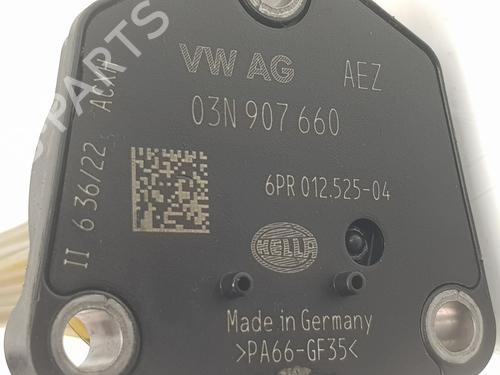 VW AG AEZ
03N 907 660
6PR 012.525-04
HELLA
Made in Germany
>PA66-GF35<
II 6 36/22
PARTS